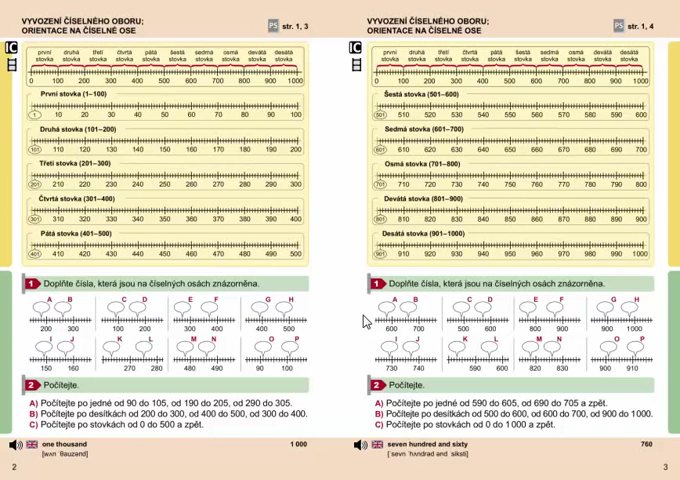 VYVOZENÍ ČÍSELNÉHO OBORU;
ORIENTACE NA ČÍSELNÉ OSE
PS str. 1, 3
první stovka druhá stovka třetí stovka čtvrtá stovka pátá stovka šestá stovka sedmá stovka osmá stovka devátá stovka desátá stovka
0 100 200 300 400 500 600 700 800 900 1000
První stovka (1–100)
1 10 20 30 40 50 60 70 80 90 100
Druhá stovka (101–200)
101 110 120 130 140 150 160 170 180 190 200
Třetí stovka (201–300)
201 210 220 230 240 250 260 270 280 290 300
Čtvrtá stovka (301–400)
301 310 320 330 340 350 360 370 380 390 400
Pátá stovka (401–500)
401 410 420 430 440 450 460 470 480 490 500
1 Doplňte čísla, která jsou na číselných osách znázorněna.
A B C D E F G H
200 300 100 200 300 400 400 500
I J K L M N O P
150 160 270 280 480 490 90 100
2 Počítejte.
A) Počítejte po jedné od 90 do 105, od 190 do 205, od 290 do 305.
B) Počítejte po desítkách od 200 do 300, od 400 do 500, od 300 do 400.
C) Počítejte po stovkách od 0 do 500 a zpět.
one thousand 1 000
[wʌn ˈθauzənd]
2
VYVOZENÍ ČÍSELNÉHO OBORU;
ORIENTACE NA ČÍSELNÉ OSE
PS str. 1, 4
první stovka druhá stovka třetí stovka čtvrtá stovka pátá stovka šestá stovka sedmá stovka osmá stovka devátá stovka desátá stovka
0 100 200 300 400 500 600 700 800 900 1000
Šestá stovka (501–600)
501 510 520 530 540 550 560 570 580 590 600
Sedmá stovka (601–700)
601 610 620 630 640 650 660 670 680 690 700
Osmá stovka (701–800)
701 710 720 730 740 750 760 770 780 790 800
Devátá stovka (801–900)
801 810 820 830 840 850 860 870 880 890 900
Desátá stovka (901–1000)
901 910 920 930 940 950 960 970 980 990 1000
1 Doplňte čísla, která jsou na číselných osách znázorněna.
A B C D E F G H
600 700 500 600 800 900 900 1000
I J K L M N O P
730 740 590 600 820 830 900 910
2 Počítejte.
A) Počítejte po jedné od 590 do 605, od 690 do 705 a zpět.
B) Počítejte po desítkách od 500 do 600, od 600 do 700, od 900 do 1000.
C) Počítejte po stovkách od 0 do 1 000 a zpět.
seven hundred and sixty 760
[ˈsevn ˈhʌndrəd ənd ˈsiksti]
3